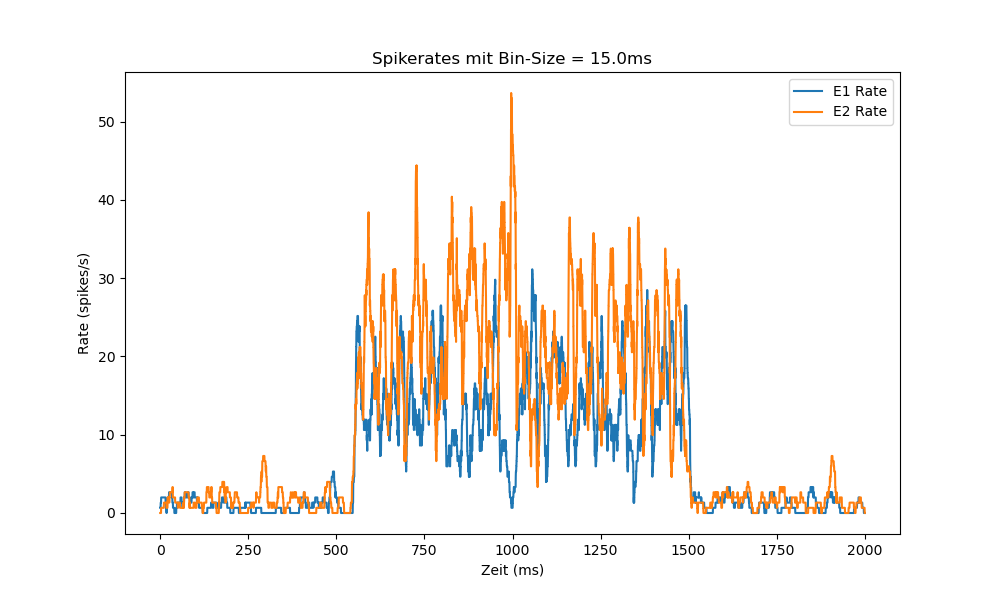 Spikerates mit Bin-Size = 15.0ms
E1 Rate
E2 Rate
Rate (spikes/s)
50
40
30
20
10
0
0 250 500 750 1000 1250 1500 1750 2000
Zeit (ms)